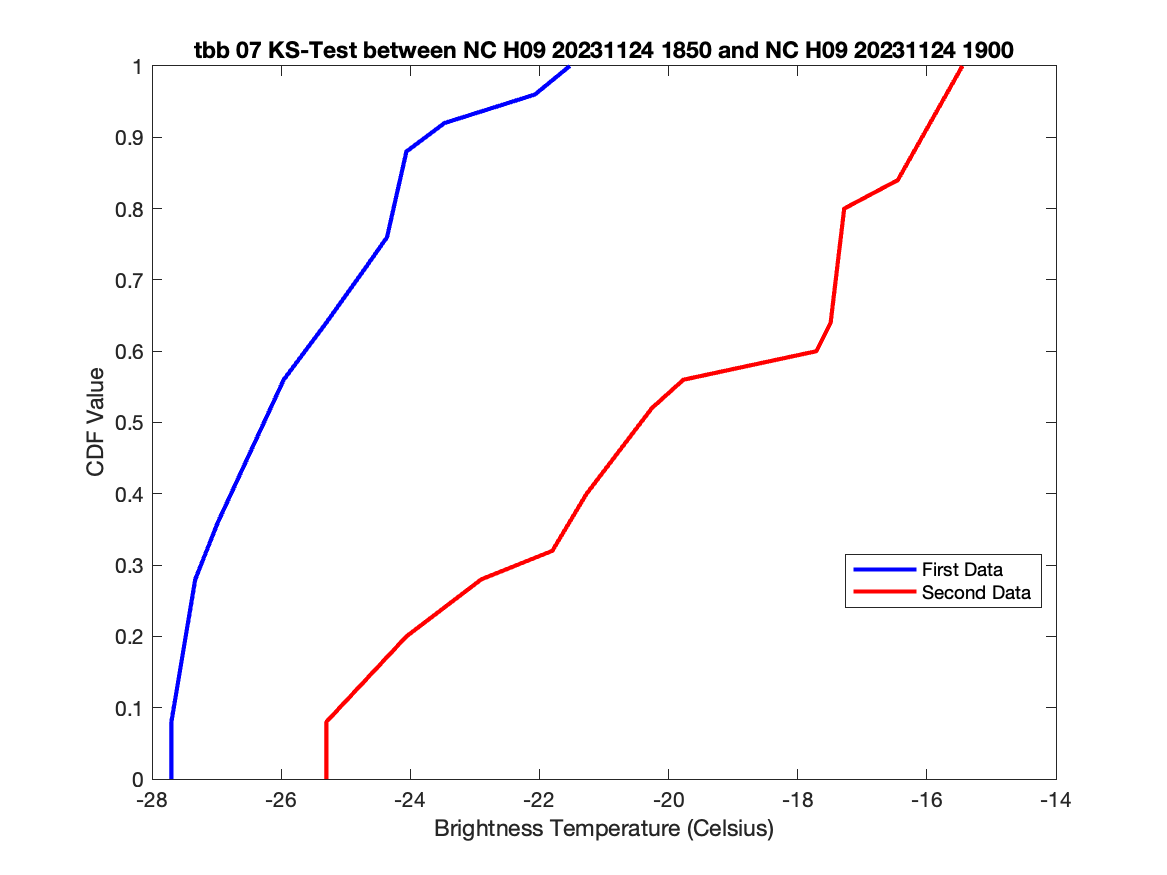 tbb 07 KS-Test between NC H09 20231124 1850 and NC H09 20231124 1900
1
0.9
0.8
0.7
0.6
0.5
0.4
0.3
0.2
0.1
0
CDF Value
First Data
Second Data
-28 -26 -24 -22 -20 -18 -16 -14
Brightness Temperature (Celsius)